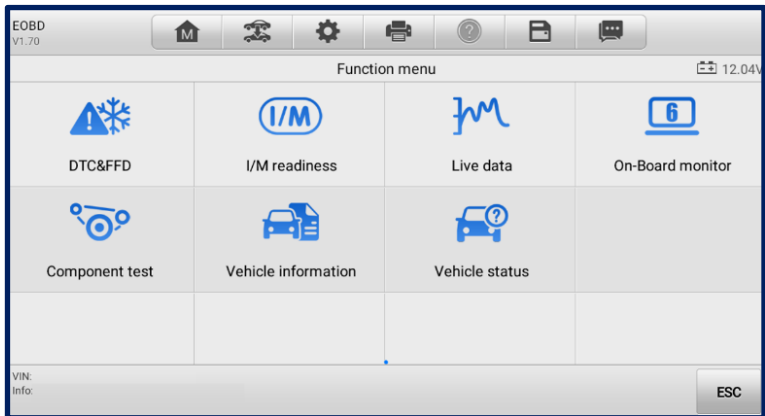 EOBD
V1.70
M
Function menu
12.04V
I/M
6
DTC&FFD
I/M readiness
Live data
On-Board monitor
Component test
Vehicle information
Vehicle status
VIN:
Info:
ESC